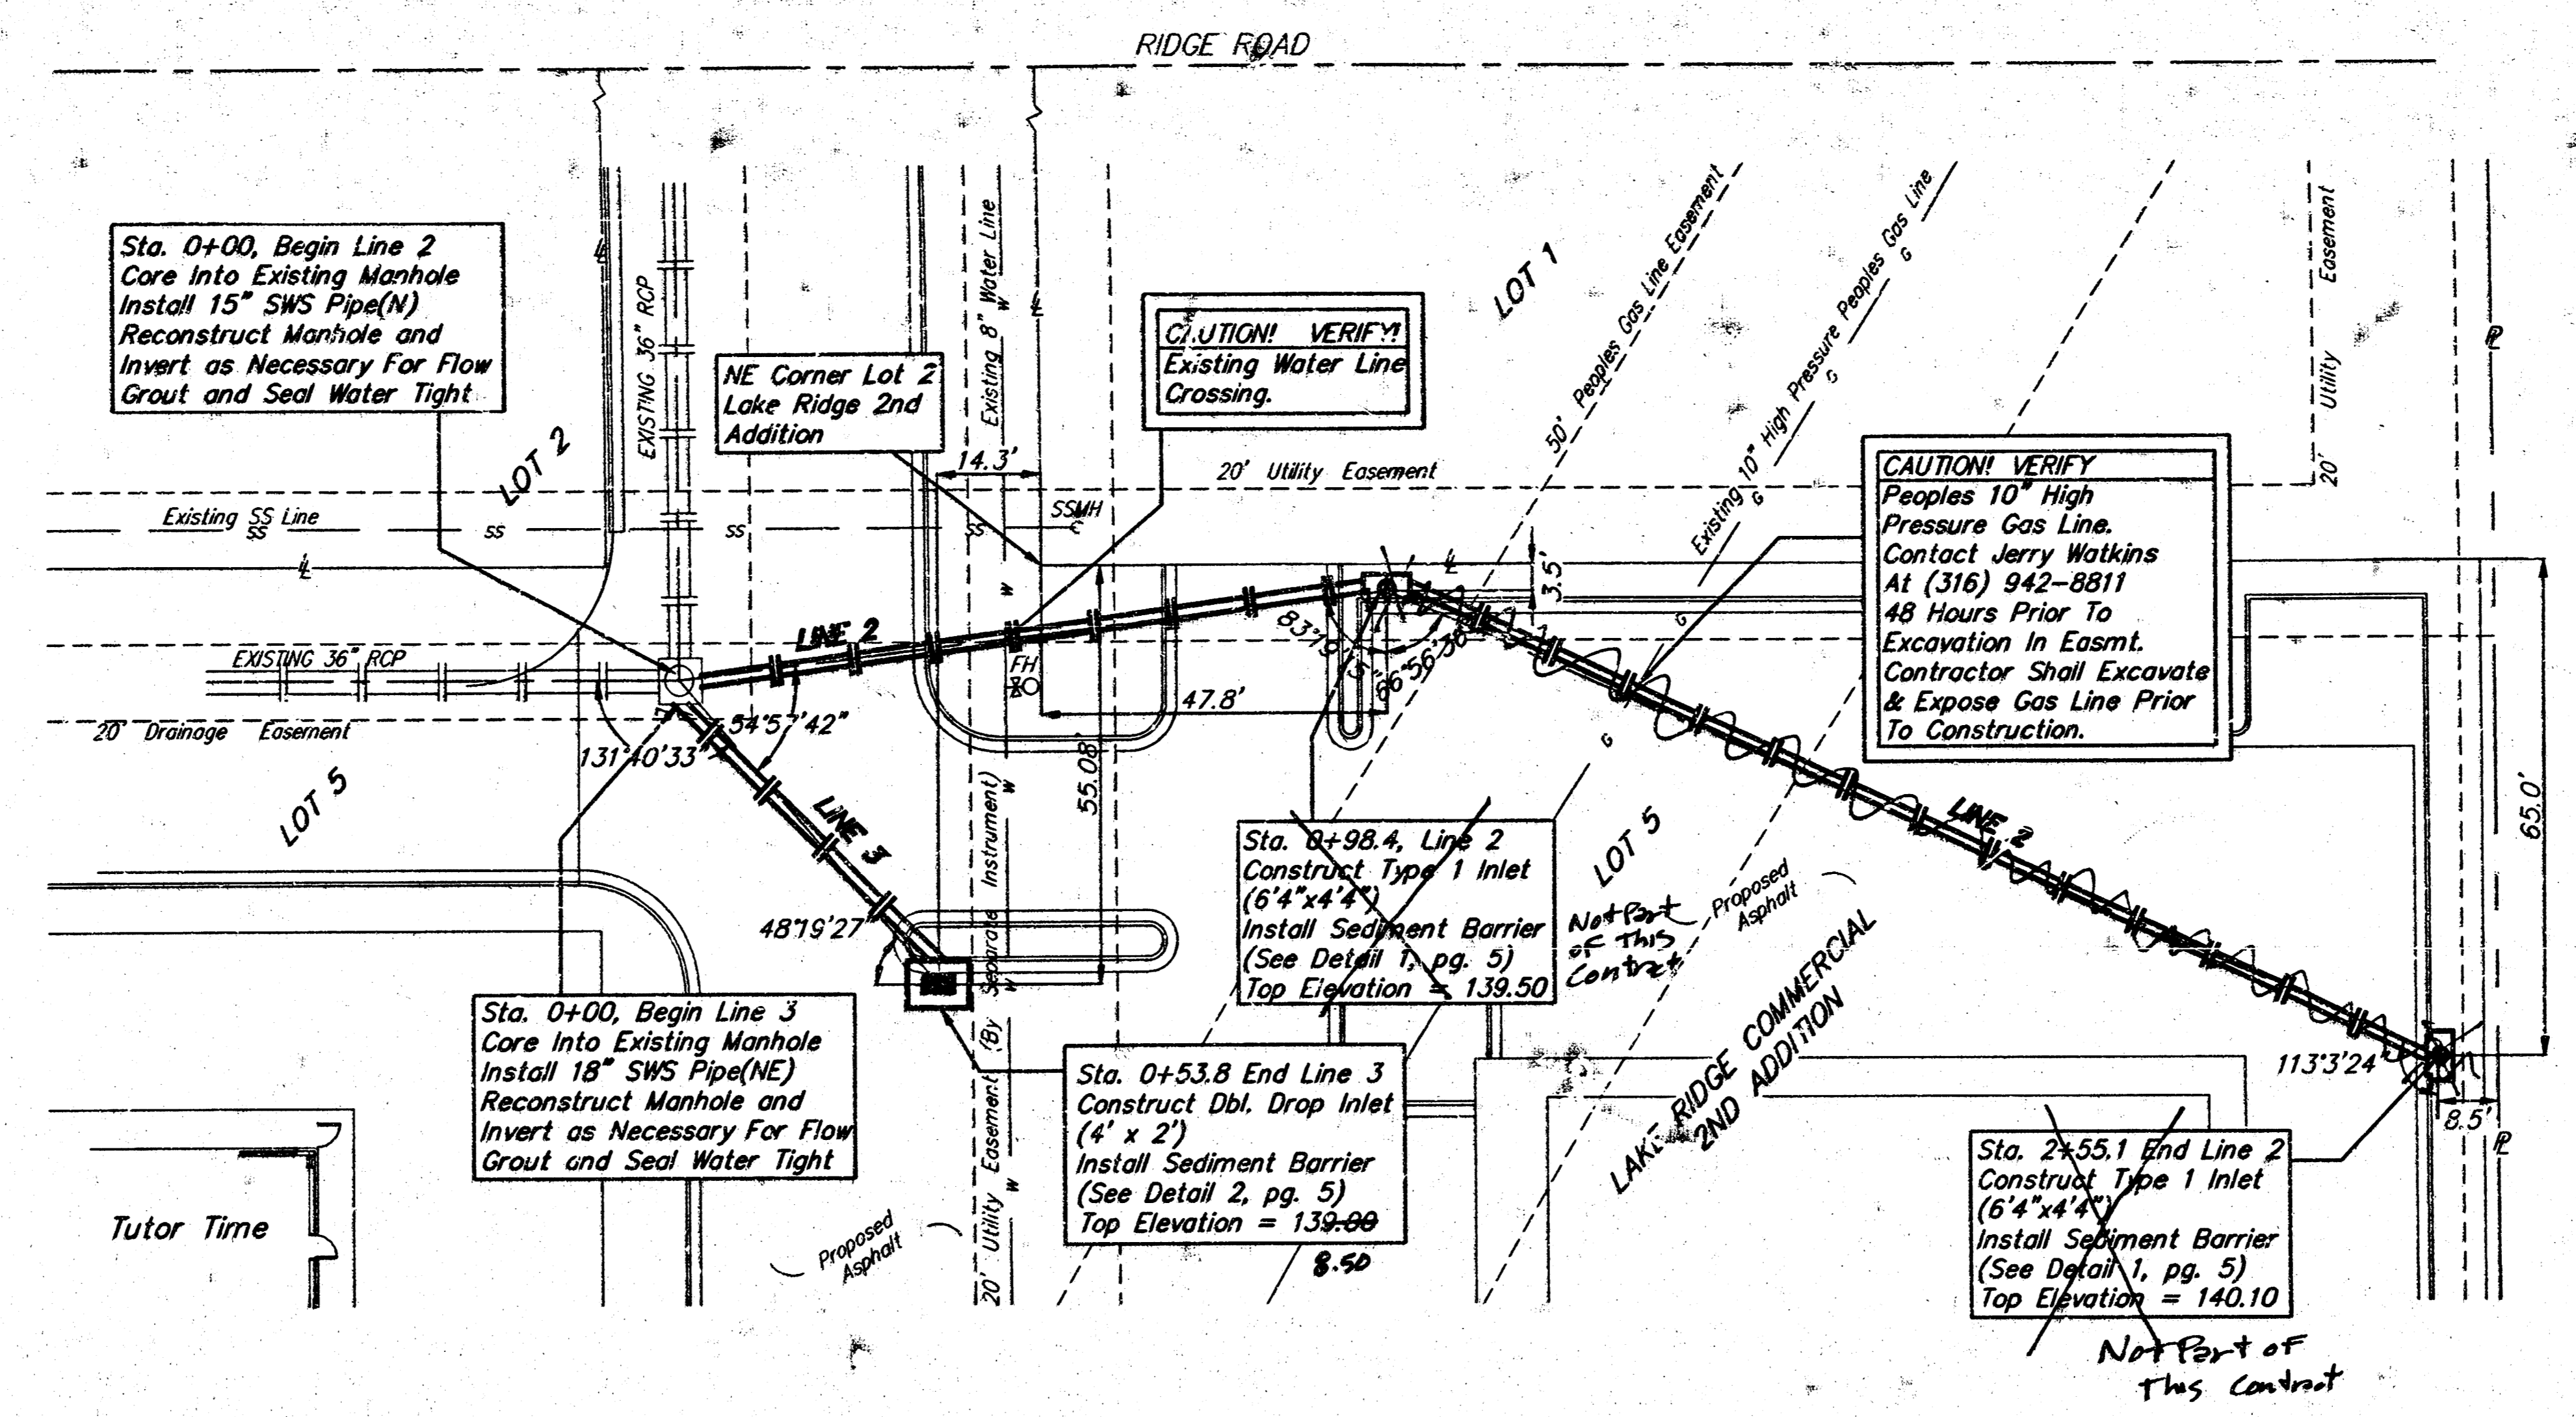 RIDGE ROAD
Sta. 0+00, Begin Line 2
Core Into Existing Manhole
Install 15" SWS Pipe(N)
Reconstruct Manhole and
Invert as Necessary For Flow
Grout and Seal Water Tight
EXISTING 36" RCP
LOT 2
NE Corner Lot 2
Lake Ridge 2nd
Addition
Existing 8" Water Line
W
14.3'
CAUTION! VERIFY!
Existing Water Line
Crossing.
LOT 1
50' Peoples Gas Line Easement
Existing 10" High Pressure Peoples Gas Line
G
G
G
20' Utility Easement
20' Utility Easement
CAUTION! VERIFY
Peoples 10" High
Pressure Gas Line.
Contact Jerry Watkins
At (316) 942-8811
48 Hours Prior To
Excavation In Easmt.
Contractor Shall Excavate
& Expose Gas Line Prior
To Construction.
Existing SS Line
SS
SS
SS
SS
SSMH
3.5'
W
LINE 2
EXISTING 36" RCP
FH
47.8'
G
G
20' Drainage Easement
54°57'42"
131°40'33"
55.08'
LOT 5
LINE 3
48°19'27"
20' Utility Easement (By Separate Instrument)
W
W
W
W
Sta. 0+98.4, Line 2
Construct Type 1 Inlet
(6'4"x4'4")
Install Sediment Barrier
(See Detail 1, pg. 5)
Top Elevation = 139.50
Not Part
of This
Contract
LOT 5
Proposed
Asphalt
LINE 2
65.0'
LAKE RIDGE COMMERCIAL
2ND ADDITION
113°3'24"
8.5'
Sta. 0+00, Begin Line 3
Core Into Existing Manhole
Install 18" SWS Pipe(NE)
Reconstruct Manhole and
Invert as Necessary For Flow
Grout and Seal Water Tight
Sta. 0+53.8 End Line 3
Construct Dbl. Drop Inlet
(4' x 2')
Install Sediment Barrier
(See Detail 2, pg. 5)
Top Elevation = 139.00
8.50
Sta. 2+55.1 End Line 2
Construct Type 1 Inlet
(6'4"x4'4")
Install Sediment Barrier
(See Detail 1, pg. 5)
Top Elevation = 140.10
Not Part of
This Contract
Tutor Time
Proposed
Asphalt